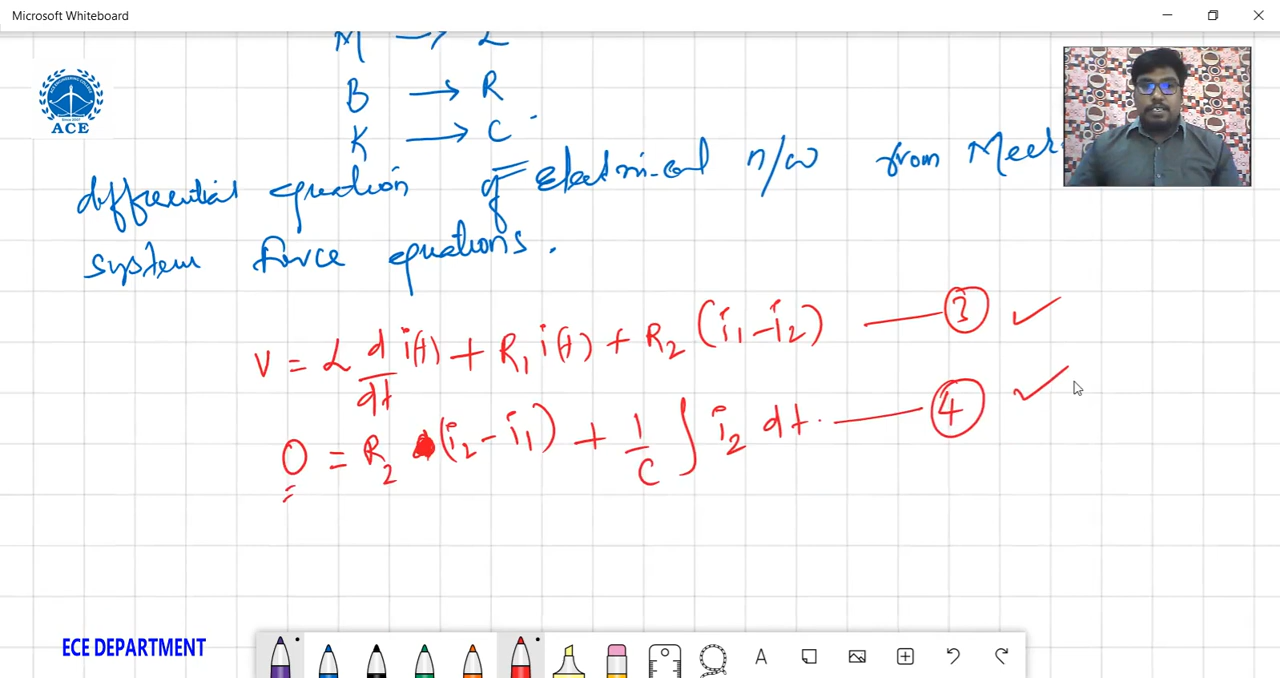 Microsoft Whiteboard
M → L
B → R
K → C
ACE
differential equation of electrical n/w from Mech
system force equations.
V = L d/dt i(t) + R₁ i(t) + R₂ (i₁ - i₂) —— ③ ✓
0 = R₂ (i₂ - i₁) + 1/C ∫ i₂ dt. —— ④ ✓
ECE DEPARTMENT
A